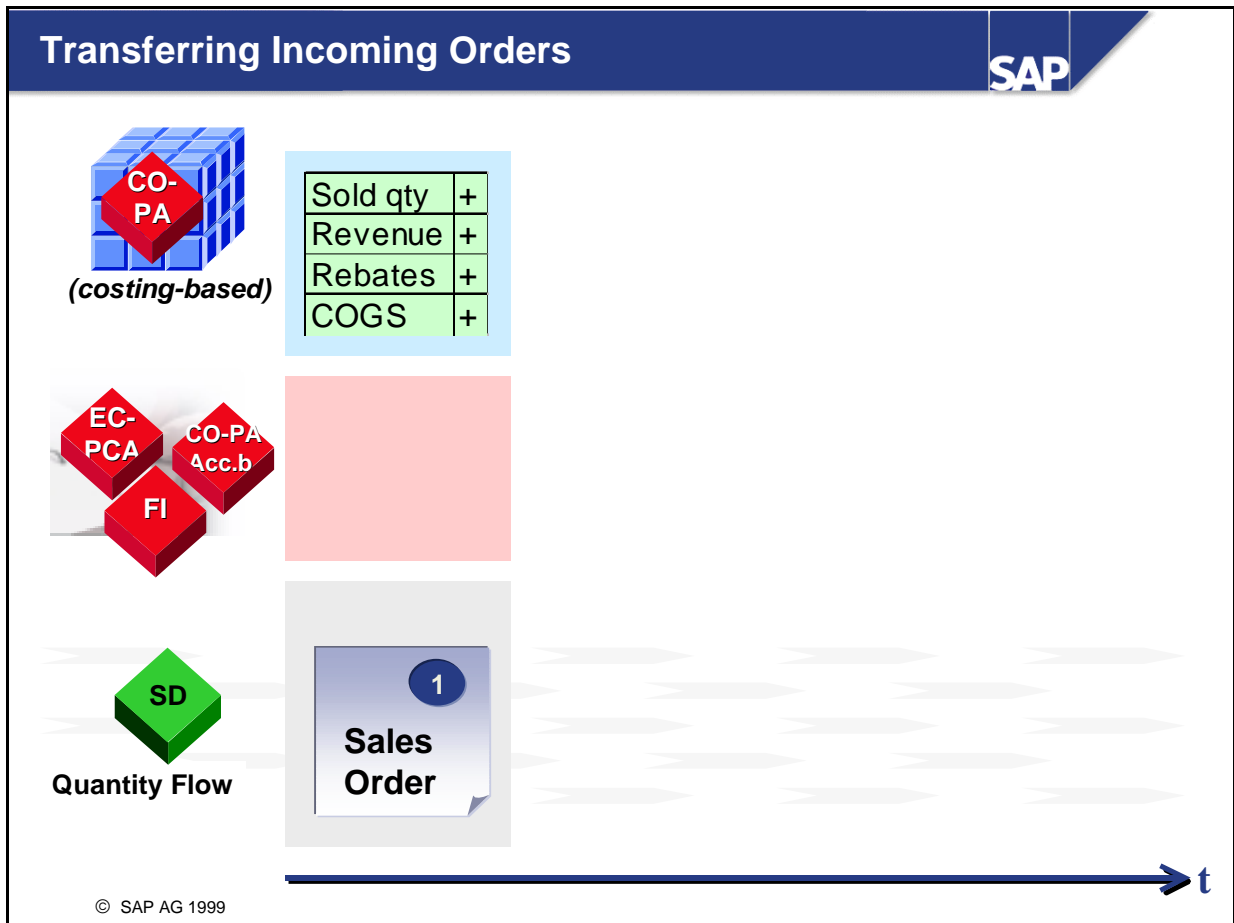 Transferring Incoming Orders
SAP
CO-
PA
(costing-based)
Sold qty +
Revenue +
Rebates +
COGS +
EC-
PCA
CO-PA
Acc.b
FI
SD
Quantity Flow
1
Sales
Order
t
© SAP AG 1999